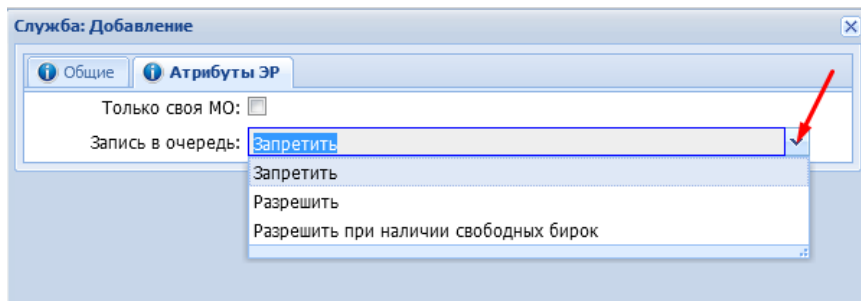 Служба: Добавление
Общие
Атрибуты ЭР
Только своя МО:
Запись в очередь: Запретить
Запретить
Разрешить
Разрешить при наличии свободных бирок